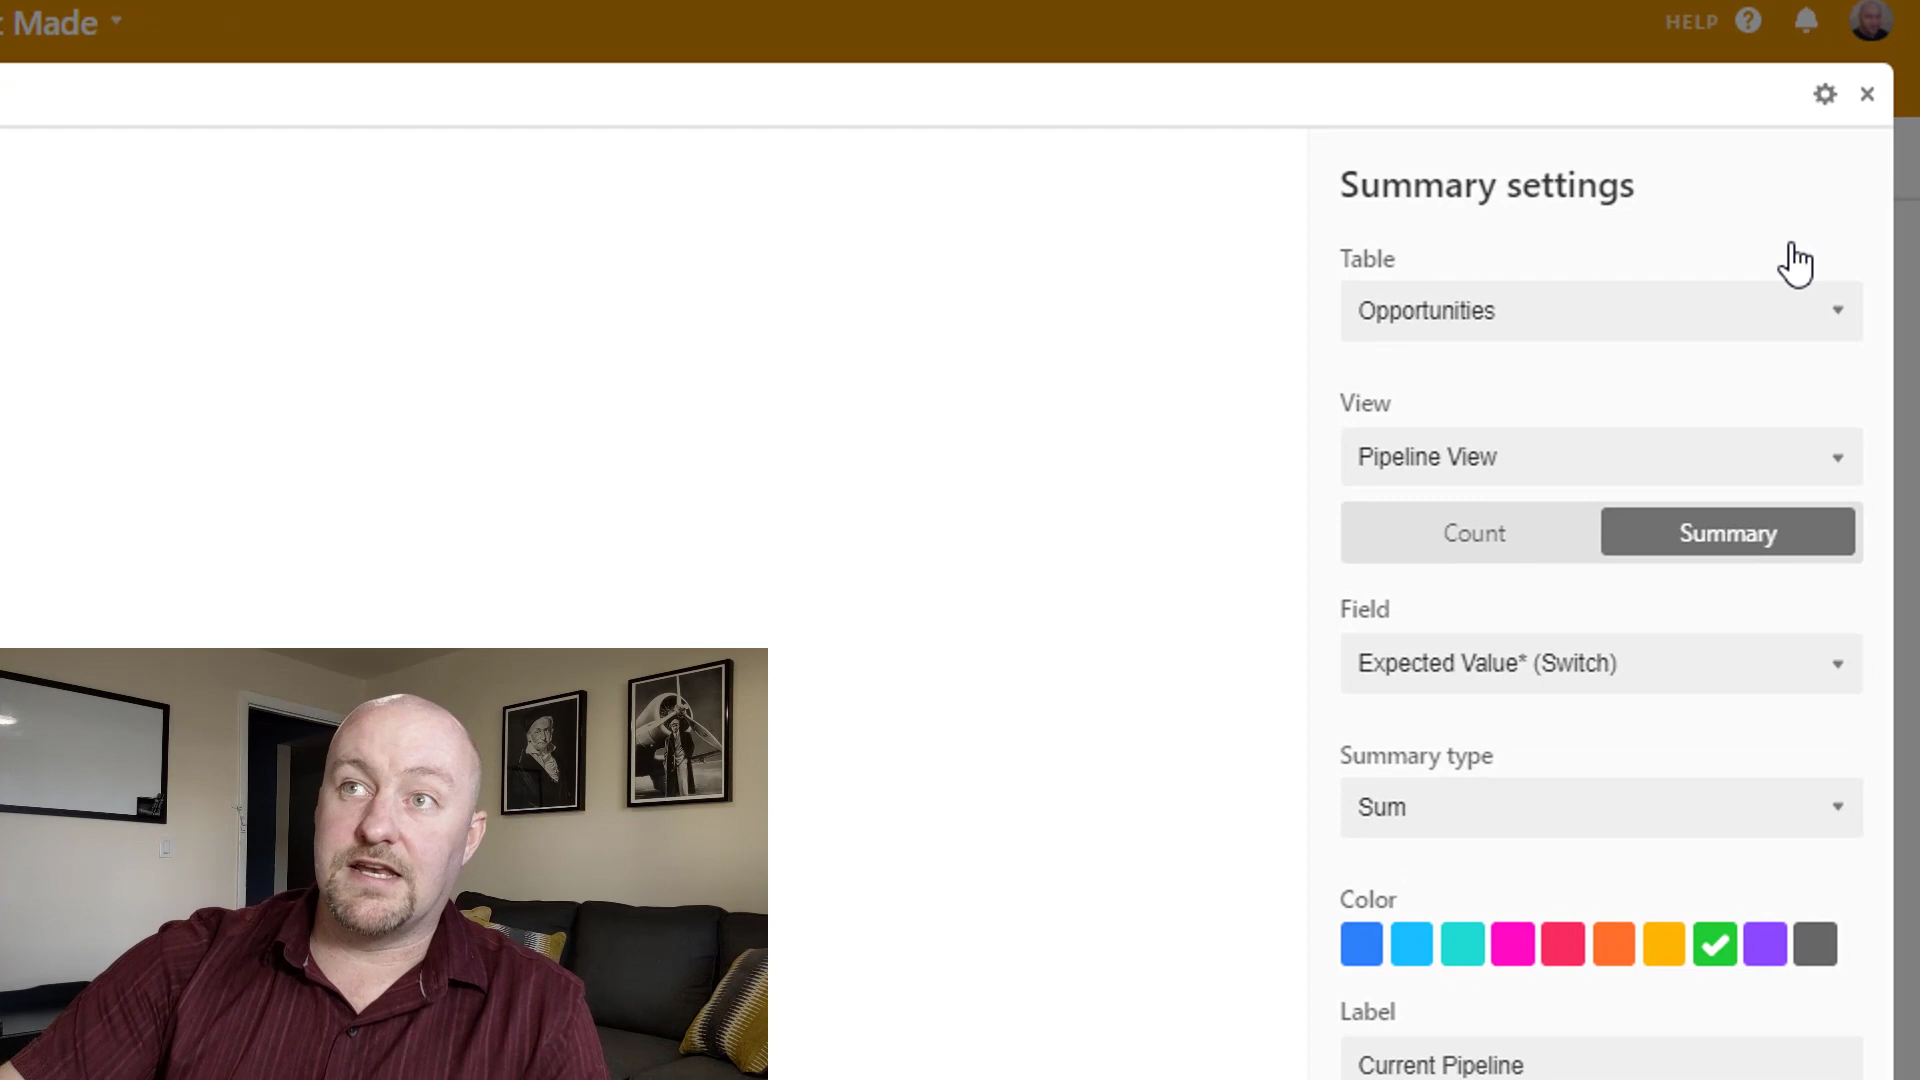 : Made
HELP
Summary settings
Table
Opportunities
View
Pipeline View
Count
Summary
Field
Expected Value* (Switch)
Summary type
Sum
Color
Label
Current Pipeline